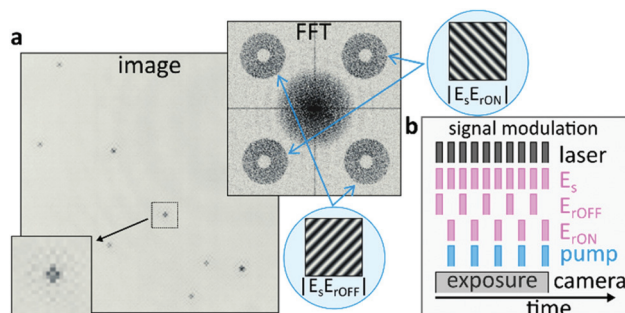 a
image
FFT
|EₛEᵣON|
|EₛEᵣOFF|
b
signal modulation
laser
Eₛ
EᵣOFF
EᵣON
pump
exposure
camera
time